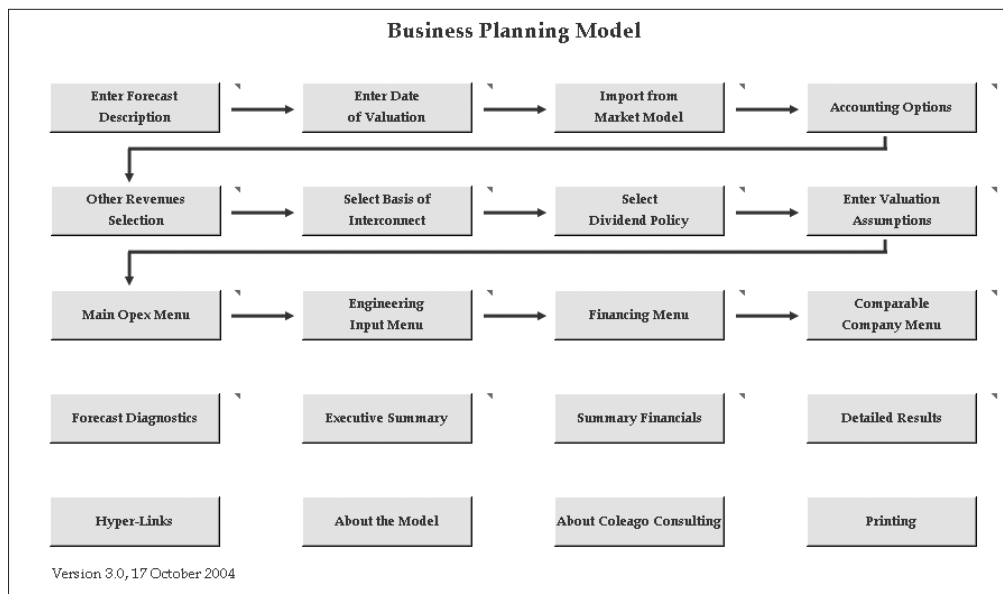 Business Planning Model
Enter Forecast
Description
Enter Date
of Valuation
Import from
Market Model
Accounting Options
Other Revenues
Selection
Select Basis of
Interconnect
Select
Dividend Policy
Enter Valuation
Assumptions
Main Opex Menu
Engineering
Input Menu
Financing Menu
Comparable
Company Menu
Forecast Diagnostics
Executive Summary
Summary Financials
Detailed Results
Hyper-Links
About the Model
About Coleago Consulting
Printing
Version 3.0, 17 October 2004